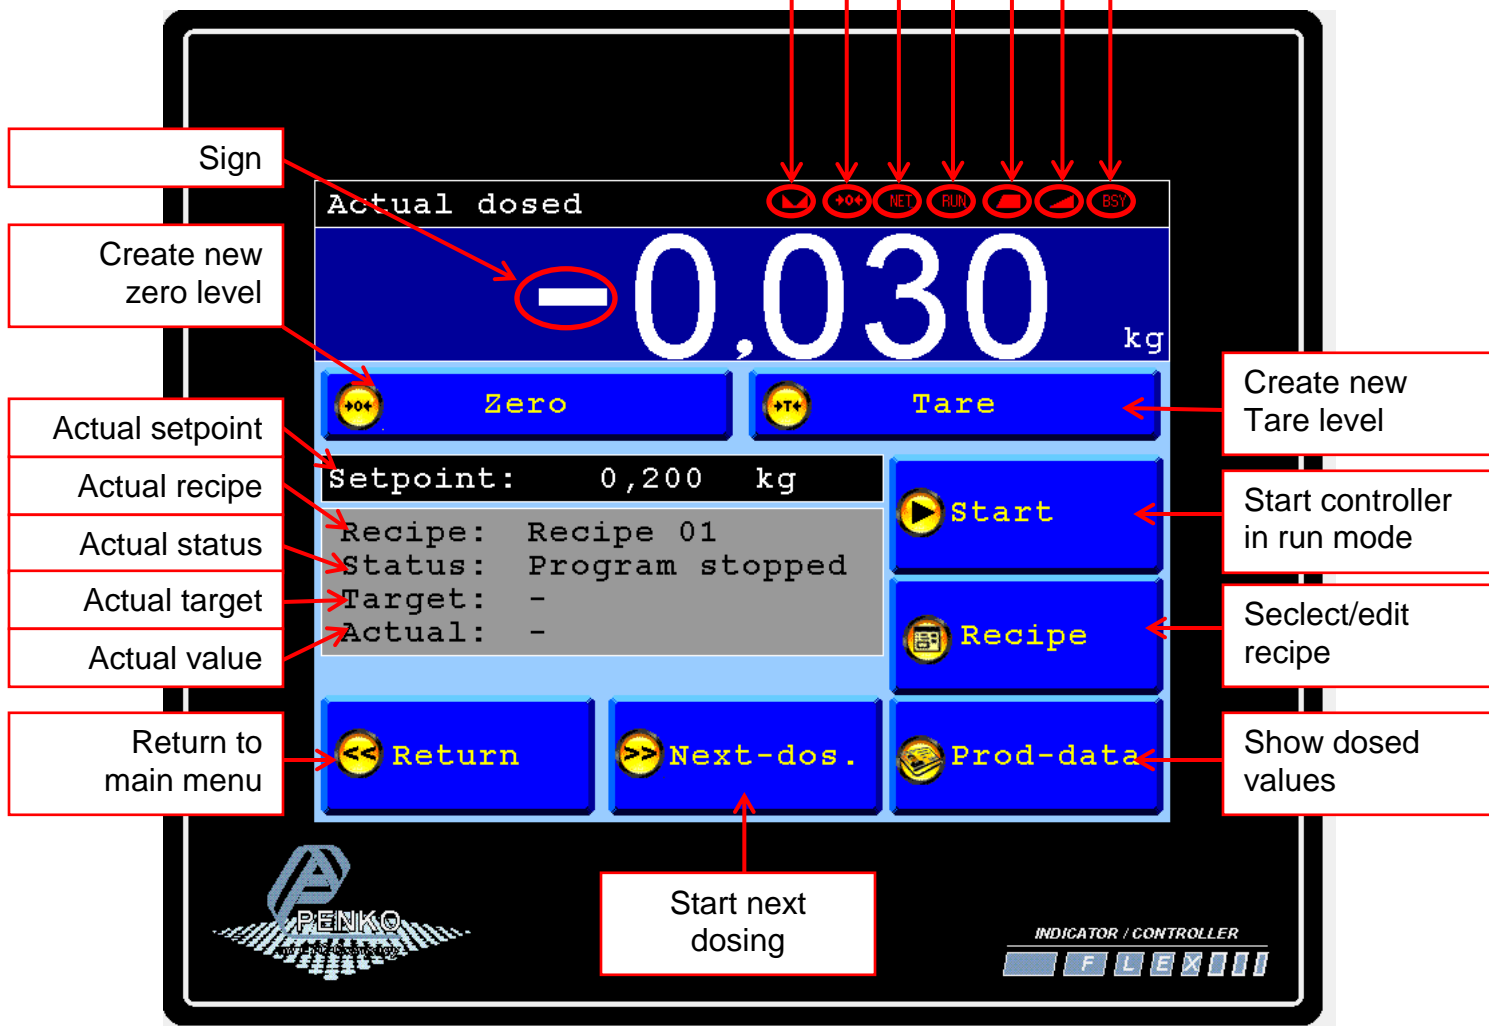 Sign
Actual dosed
→0← NET RUN BSY
Create new
zero level
-0,030
kg
→0← Zero
→T← Tare
Create new
Tare level
Actual setpoint
Setpoint: 0,200 kg
Actual recipe
Recipe: Recipe 01
Start
Start controller
in run mode
Actual status
Status: Program stopped
Actual target
Target: -
Actual value
Actual: -
Recipe
Seclect/edit
recipe
Return to
main menu
<< Return
>> Next-dos.
Prod-data
Show dosed
values
Start next
dosing
PENKO
INDICATOR / CONTROLLER
FLEX